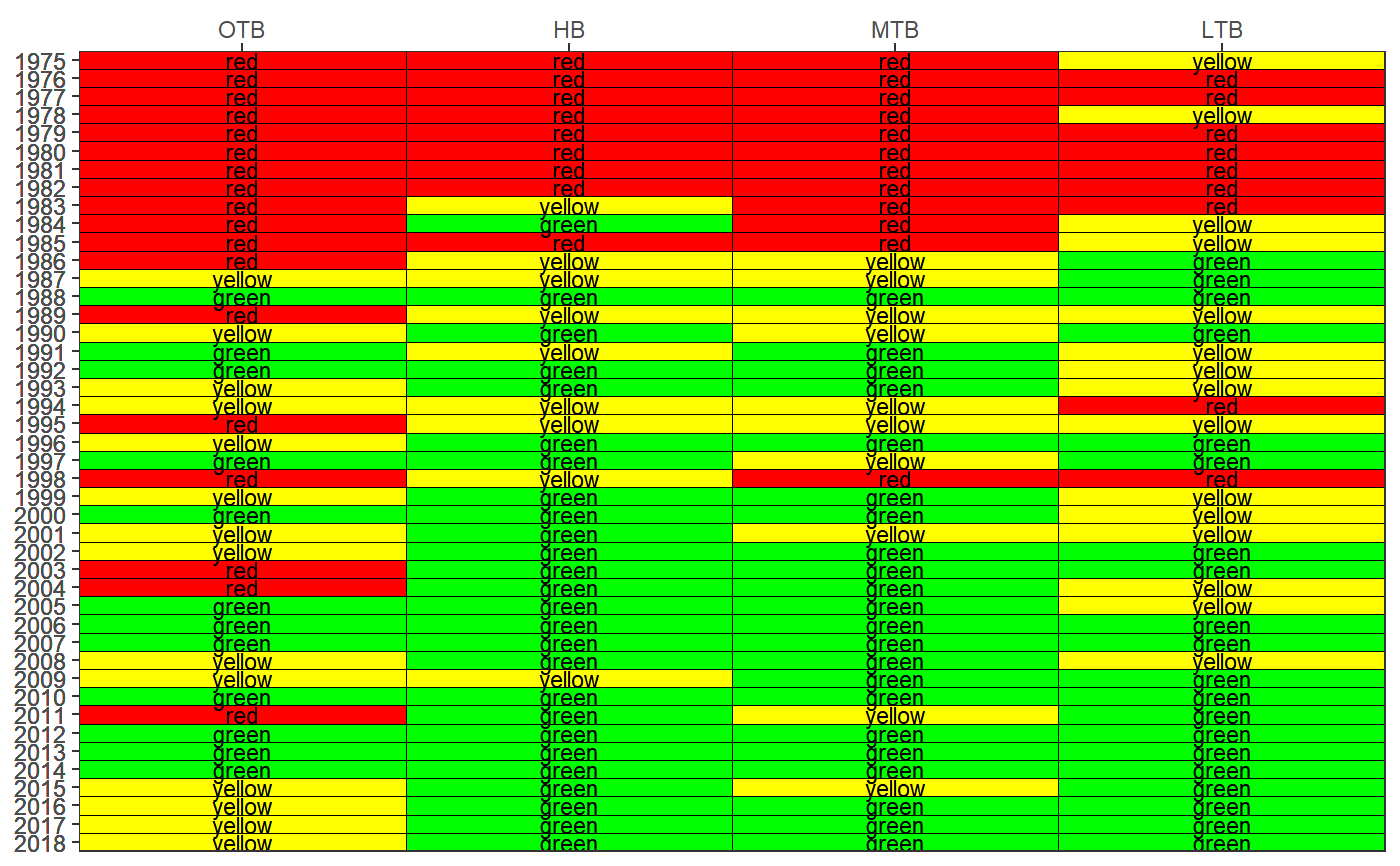 OTB HB MTB LTB
1975 red red red yellow
1976 red red red red
1977 red red red red
1978 red red red yellow
1979 red red red red
1980 red red red red
1981 red red red red
1982 red red red red
1983 red yellow red red
1984 red green red yellow
1985 red red red yellow
1986 red yellow yellow green
1987 yellow yellow yellow green
1988 green green green green
1989 red yellow yellow yellow
1990 yellow green yellow green
1991 green yellow green yellow
1992 green green green yellow
1993 yellow green green yellow
1994 yellow yellow yellow red
1995 red yellow yellow yellow
1996 yellow green green green
1997 green green yellow green
1998 red yellow red red
1999 yellow green green yellow
2000 green green green yellow
2001 yellow green yellow yellow
2002 yellow green green green
2003 red green green green
2004 red green green yellow
2005 green green green yellow
2006 green green green green
2007 green green green green
2008 yellow green green yellow
2009 yellow yellow green green
2010 green green green green
2011 red green yellow green
2012 green green green green
2013 green green green green
2014 green green green green
2015 yellow green yellow green
2016 yellow green green green
2017 yellow green green green
2018 yellow green green green